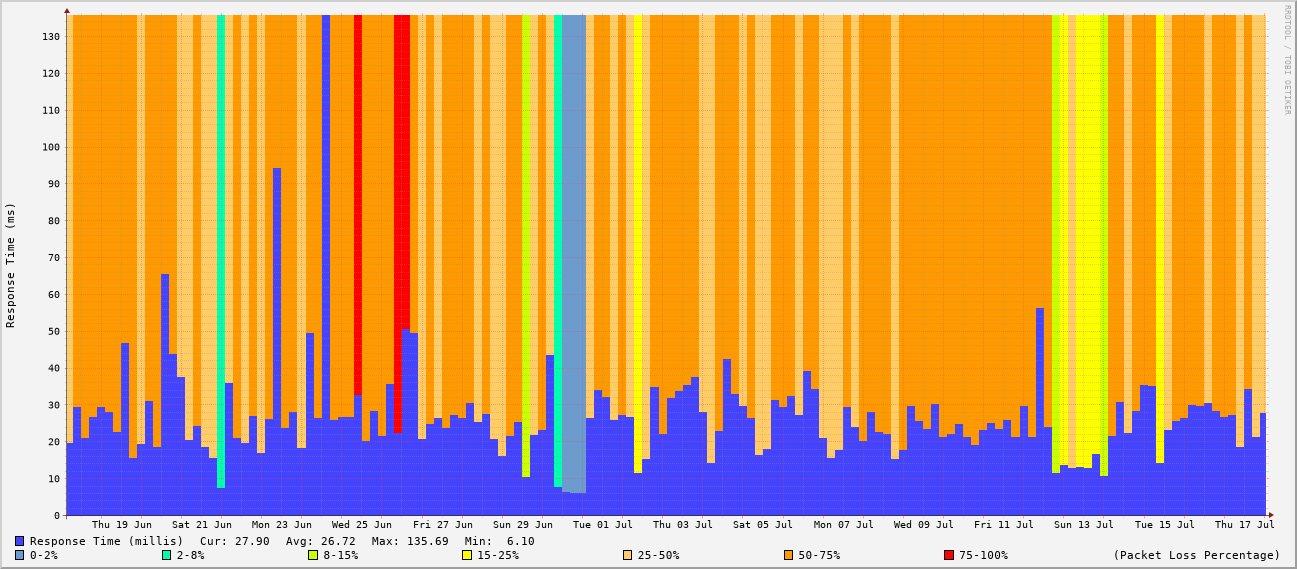 RRDTOOL / TOBI OETIKER
Response Time (ms)
130
120
110
100
90
80
70
60
50
40
30
20
10
0
Thu 19 Jun Sat 21 Jun Mon 23 Jun Wed 25 Jun Fri 27 Jun Sun 29 Jun Tue 01 Jul Thu 03 Jul Sat 05 Jul Mon 07 Jul Wed 09 Jul Fri 11 Jul Sun 13 Jul Tue 15 Jul Thu 17 Jul
Response Time (millis) Cur: 27.90 Avg: 26.72 Max: 135.69 Min: 6.10
0-2% 2-8% 8-15% 15-25% 25-50% 50-75% 75-100% (Packet Loss Percentage)